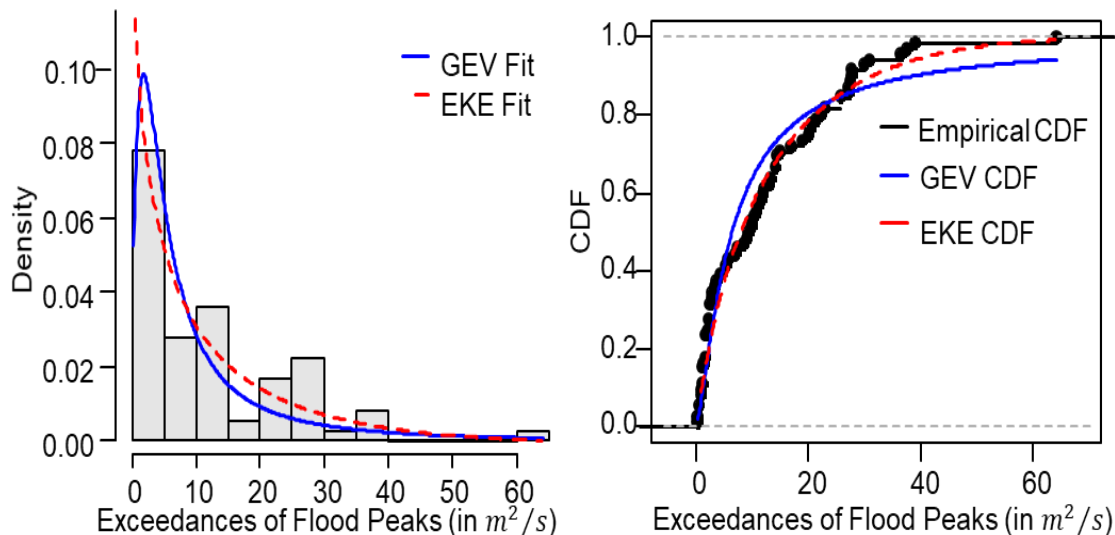 GEV Fit
EKE Fit
Density
0.10
0.08
0.06
0.04
0.02
0.00
0 10 20 30 40 50 60
Exceedances of Flood Peaks (in m²/s)
CDF
1.0
0.8
0.6
0.4
0.2
0.0
Empirical CDF
GEV CDF
EKE CDF
0 20 40 60
Exceedances of Flood Peaks (in m²/s)